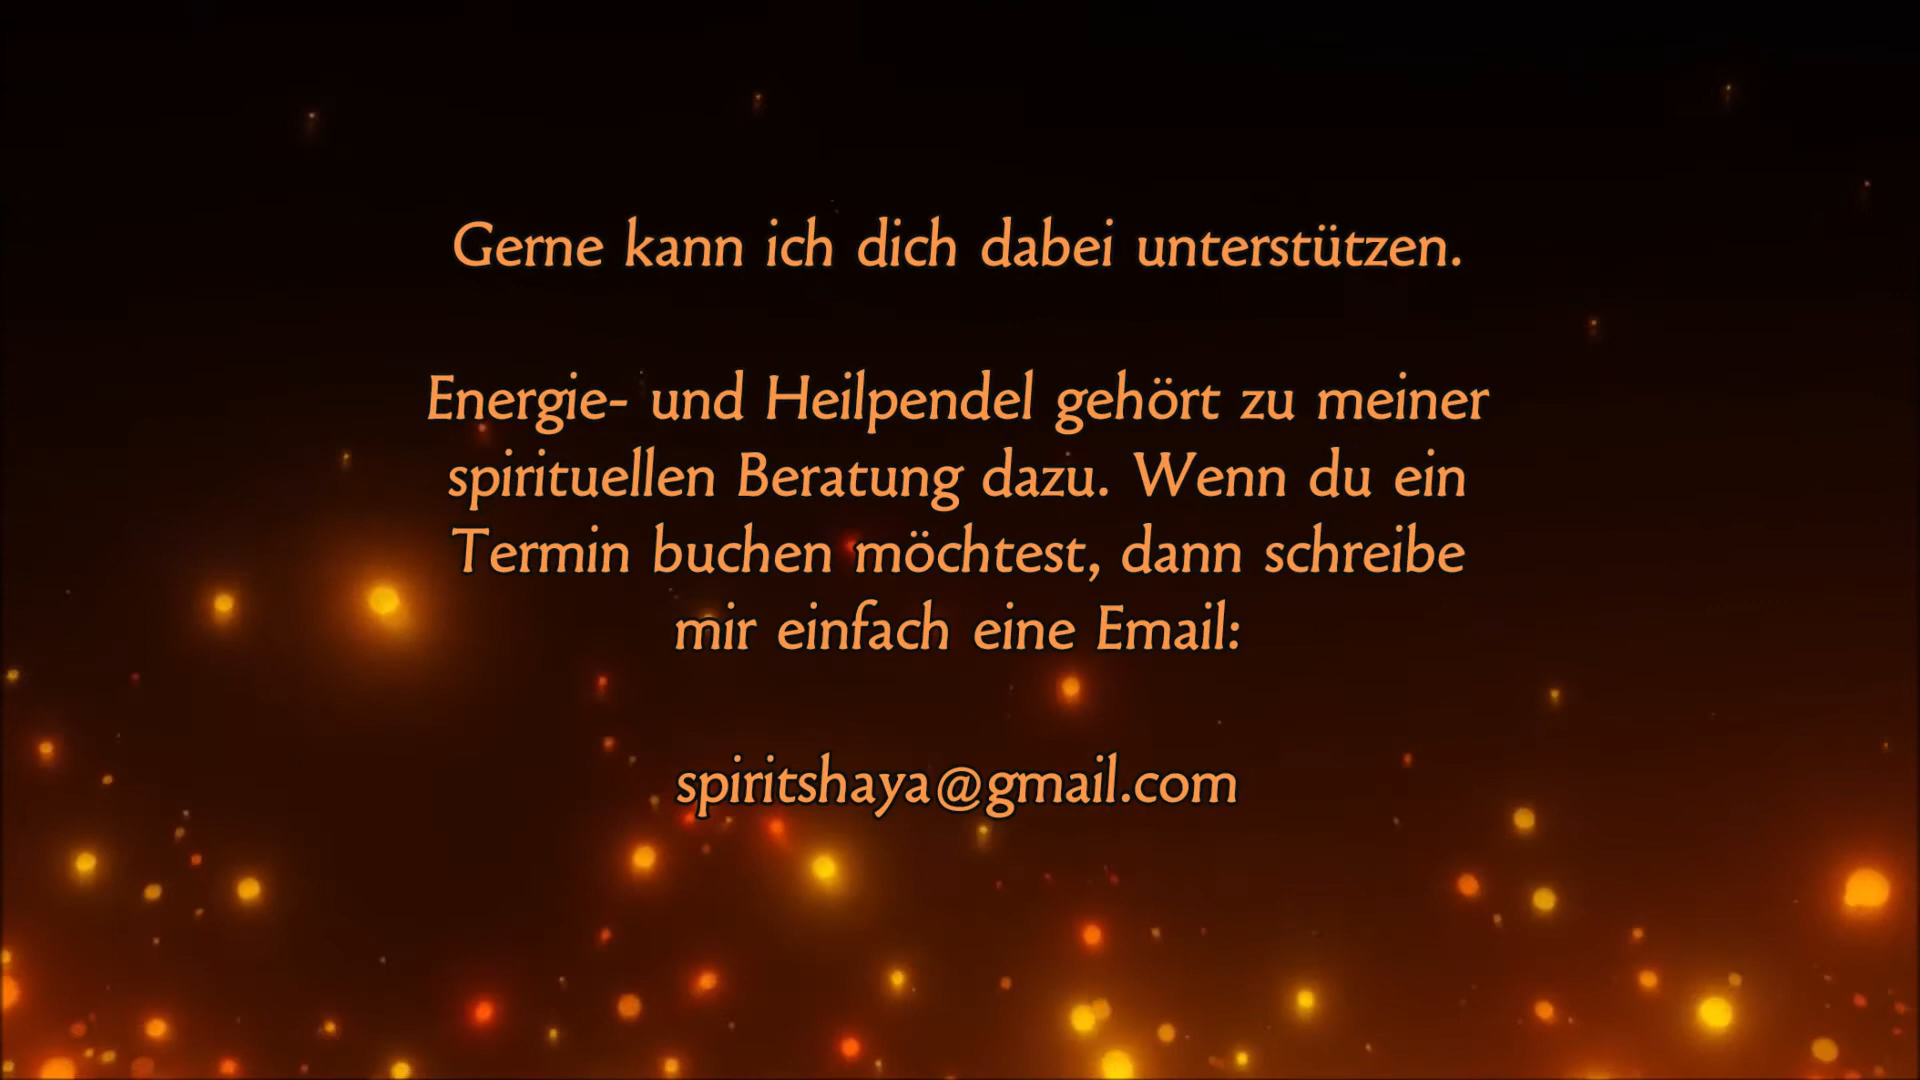 Gerne kann ich dich dabei unterstützen.
Energie- und Heilpendel gehört zu meiner
spirituellen Beratung dazu. Wenn du ein
Termin buchen möchtest, dann schreibe
mir einfach eine Email:
spiritshaya@gmail.com